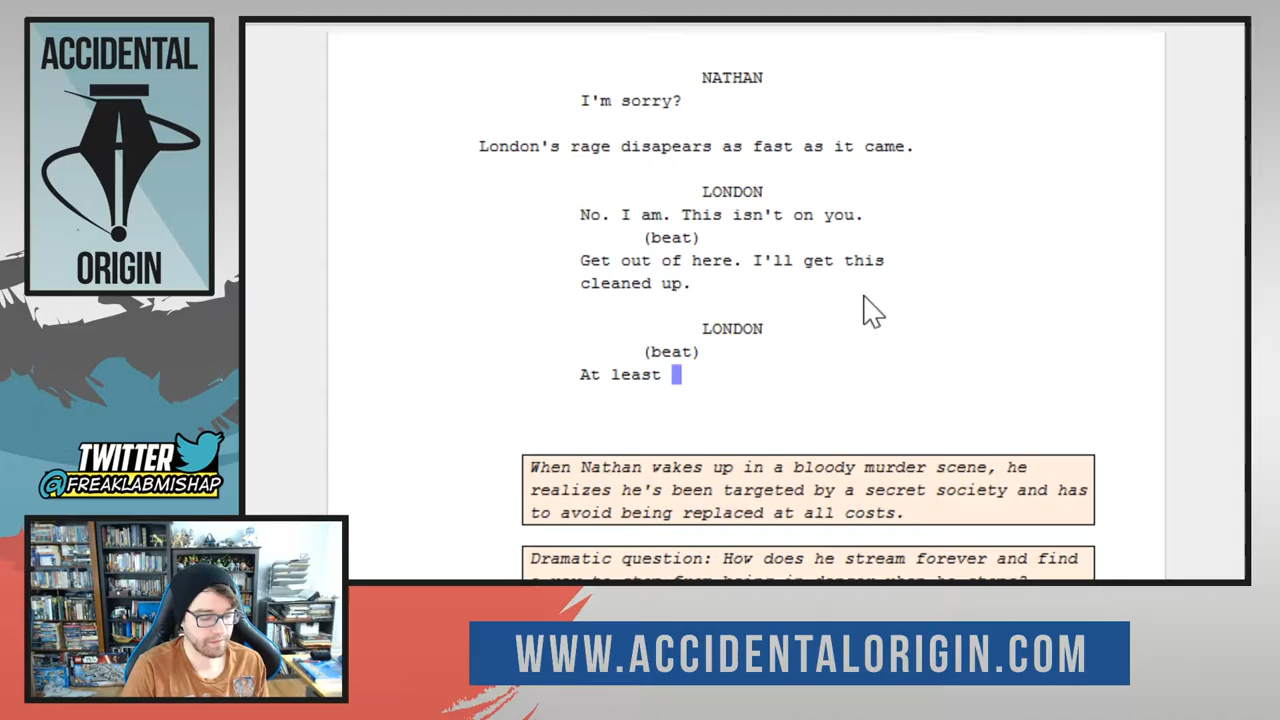 ACCIDENTAL
ORIGIN
NATHAN
I'm sorry?
London's rage disapears as fast as it came.
LONDON
No. I am. This isn't on you.
(beat)
Get out of here. I'll get this
cleaned up.
LONDON
(beat)
At least
When Nathan wakes up in a bloody murder scene, he
realizes he's been targeted by a secret society and has
to avoid being replaced at all costs.
Dramatic question: How does he stream forever and find
TWITTER
@FREAKLABMISHAP
WWW.ACCIDENTALORIGIN.COM